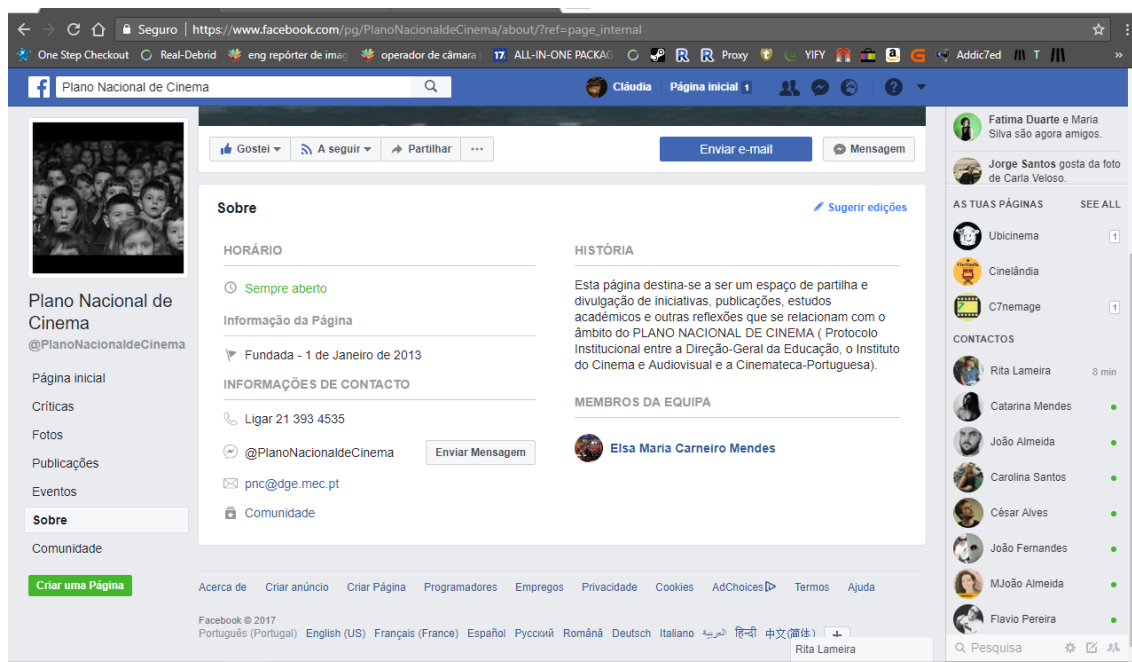 Seguro | https://www.facebook.com/pg/PlanoNacionaldeCinema/about/?ref=page_internal
One Step Checkout Real-Debrid eng repórter de imag operador de câmara | ALL-IN-ONE PACKAG Proxy YIFY Addic7ed T »
Plano Nacional de Cinema
Cláudia Página inicial 1
Gostei A seguir Partilhar ...
Enviar e-mail Mensagem
Sobre
Sugerir edições
HORÁRIO
Sempre aberto
Informação da Página
Fundada - 1 de Janeiro de 2013
INFORMAÇÕES DE CONTACTO
Ligar 21 393 4535
@PlanoNacionaldeCinema Enviar Mensagem
pnc@dge.mec.pt
Comunidade
HISTÓRIA
Esta página destina-se a ser um espaço de partilha e
divulgação de iniciativas, publicações, estudos
académicos e outras reflexões que se relacionam com o
âmbito do PLANO NACIONAL DE CINEMA ( Protocolo
Institucional entre a Direção-Geral da Educação, o Instituto
do Cinema e Audiovisual e a Cinemateca-Portuguesa).
MEMBROS DA EQUIPA
Elsa Maria Carneiro Mendes
Plano Nacional de
Cinema
@PlanoNacionaldeCinema
Página inicial
Críticas
Fotos
Publicações
Eventos
Sobre
Comunidade
Criar uma Página
Acerca de Criar anúncio Criar Página Programadores Empregos Privacidade Cookies AdChoices Termos Ajuda
Facebook © 2017
Português (Portugal) English (US) Français (France) Español Русский Română Deutsch Italiano العربية हिन्दी 中文(简体) +
Fatima Duarte e Maria
Silva são agora amigos.
Jorge Santos gosta da foto
de Carla Veloso.
AS TUAS PÁGINAS SEE ALL
Ubicinema 1
Cinelândia
C7nemage 1
CONTACTOS
Rita Lameira 8 min
Catarina Mendes
João Almeida
Carolina Santos
César Alves
João Fernandes
MJoão Almeida
Flavio Pereira
Pesquisa
Rita Lameira